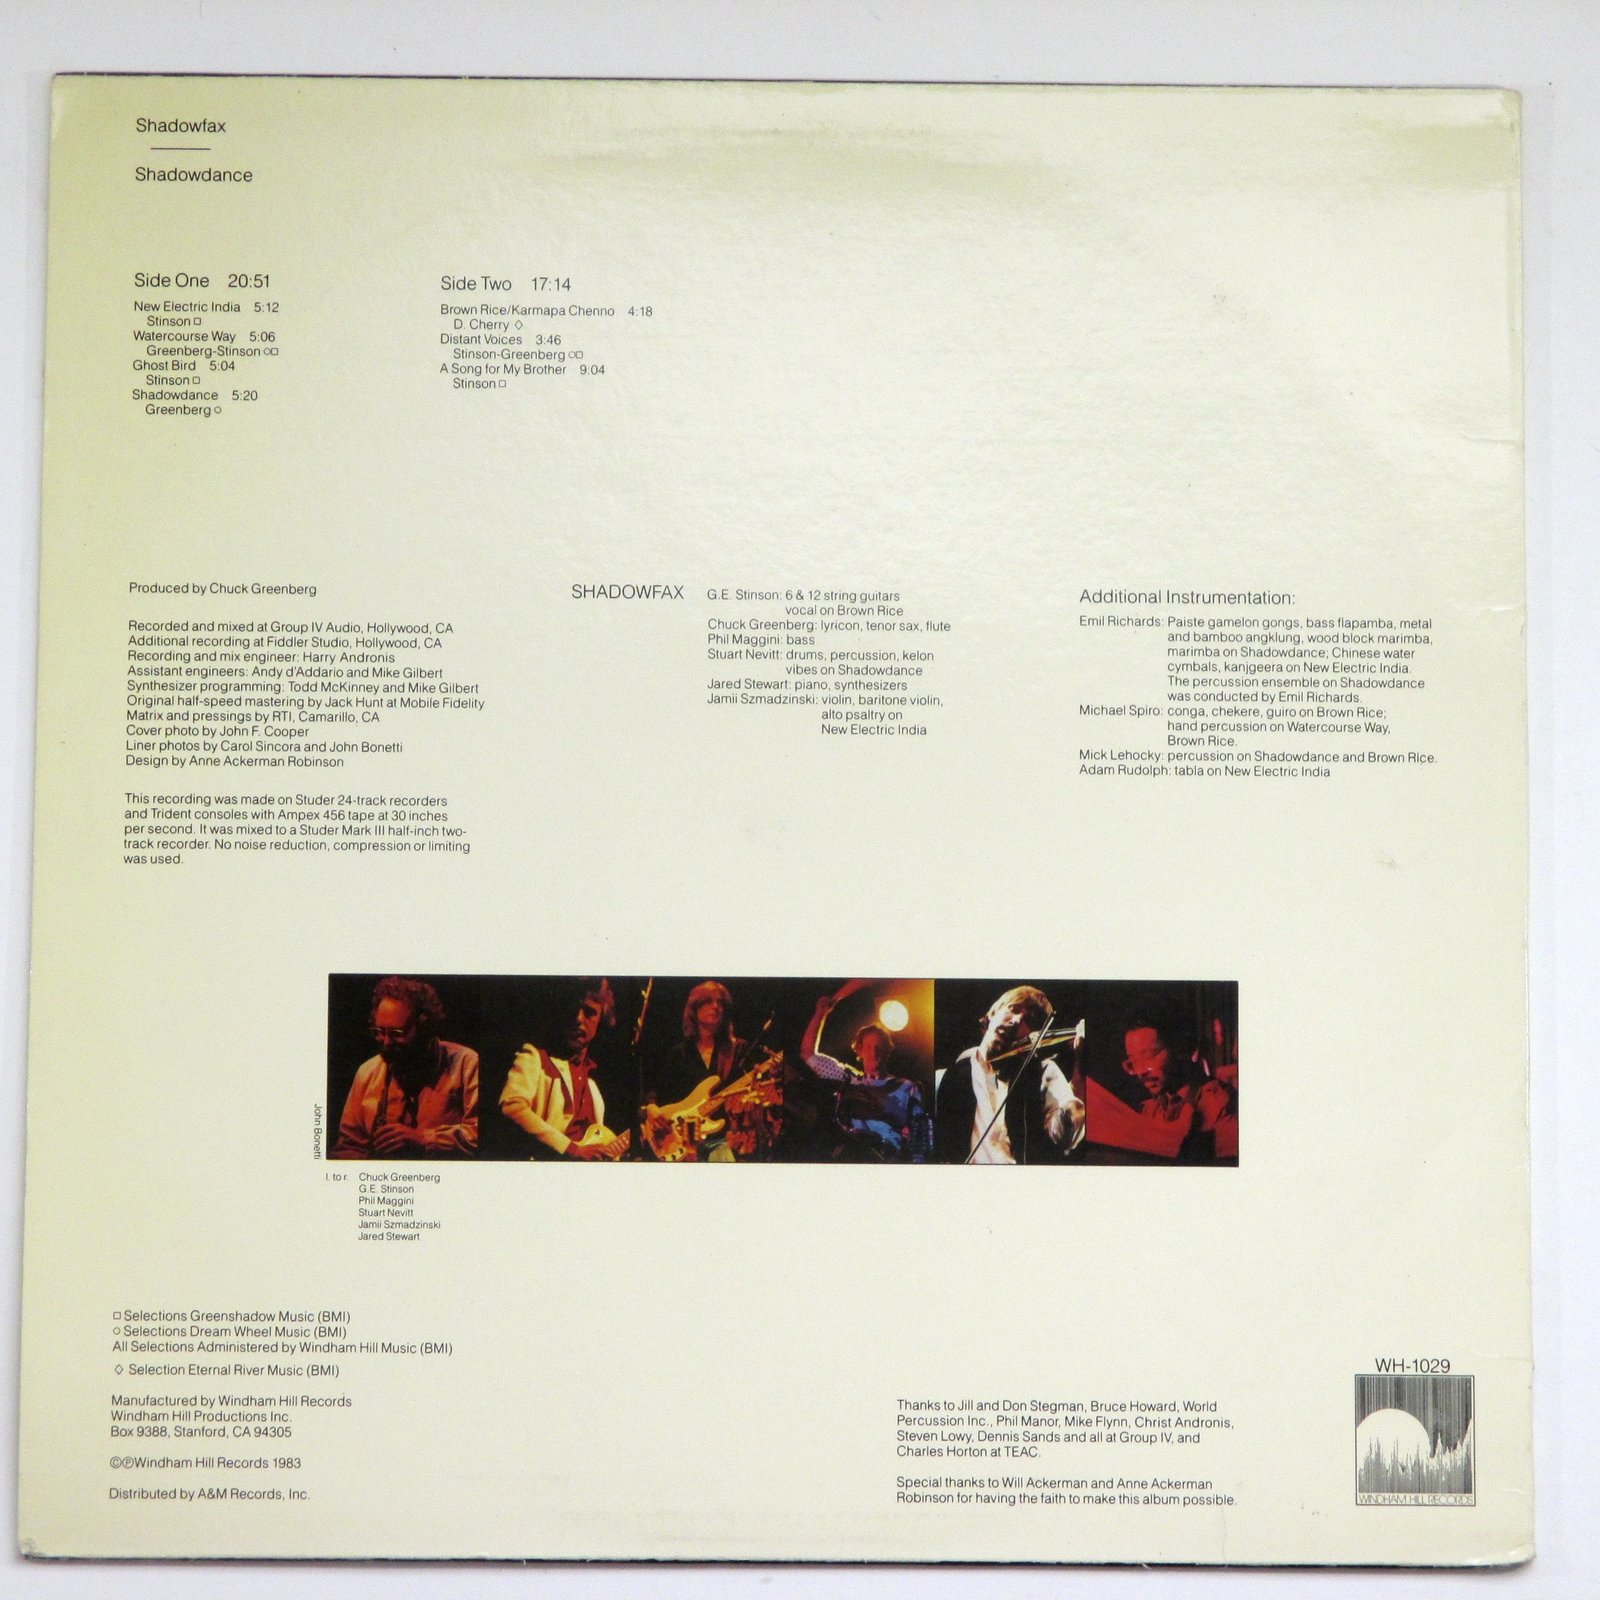 Shadowfax
Shadowdance
Side One 20:51
New Electric India 5:12
Stinson □
Watercourse Way 5:06
Greenberg-Stinson ○□
Ghost Bird 5:04
Stinson □
Shadowdance 5:20
Greenberg ○
Side Two 17:14
Brown Rice/Karmapa Chenno 4:18
D. Cherry ◇
Distant Voices 3:46
Stinson-Greenberg ○□
A Song for My Brother 9:04
Stinson □
Produced by Chuck Greenberg
Recorded and mixed at Group IV Audio, Hollywood, CA
Additional recording at Fiddler Studio, Hollywood, CA
Recording and mix engineer: Harry Andronis
Assistant engineers: Andy d'Addario and Mike Gilbert
Synthesizer programming: Todd McKinney and Mike Gilbert
Original half-speed mastering by Jack Hunt at Mobile Fidelity
Matrix and pressings by RTI, Camarillo, CA
Cover photo by John F. Cooper
Liner photos by Carol Sincora and John Bonetti
Design by Anne Ackerman Robinson
This recording was made on Studer 24-track recorders
and Trident consoles with Ampex 456 tape at 30 inches
per second. It was mixed to a Studer Mark III half-inch two-
track recorder. No noise reduction, compression or limiting
was used.
SHADOWFAX
G.E. Stinson: 6 & 12 string guitars
vocal on Brown Rice
Chuck Greenberg: lyricon, tenor sax, flute
Phil Maggini: bass
Stuart Nevitt: drums, percussion, kelon
vibes on Shadowdance
Jared Stewart: piano, synthesizers
Jamii Szmadzinski: violin, baritone violin,
alto psaltry on
New Electric India
Additional Instrumentation:
Emil Richards: Paiste gamelon gongs, bass flapamba, metal
and bamboo angklung, wood block marimba,
marimba on Shadowdance; Chinese water
cymbals, kanjgeera on New Electric India.
The percussion ensemble on Shadowdance
was conducted by Emil Richards.
Michael Spiro: conga, chekere, guiro on Brown Rice;
hand percussion on Watercourse Way,
Brown Rice.
Mick Lehocky: percussion on Shadowdance and Brown Rice.
Adam Rudolph: tabla on New Electric India
John Bonetti
l. to r. Chuck Greenberg
G.E. Stinson
Phil Maggini
Stuart Nevitt
Jamii Szmadzinski
Jared Stewart
□ Selections Greenshadow Music (BMI)
○ Selections Dream Wheel Music (BMI)
All Selections Administered by Windham Hill Music (BMI)
◇ Selection Eternal River Music (BMI)
Manufactured by Windham Hill Records
Windham Hill Productions Inc.
Box 9388, Stanford, CA 94305
©℗Windham Hill Records 1983
Distributed by A&M Records, Inc.
Thanks to Jill and Don Stegman, Bruce Howard, World
Percussion Inc., Phil Manor, Mike Flynn, Christ Andronis,
Steven Lowy, Dennis Sands and all at Group IV, and
Charles Horton at TEAC.
Special thanks to Will Ackerman and Anne Ackerman
Robinson for having the faith to make this album possible.
WH-1029
WINDHAM HILL RECORDS